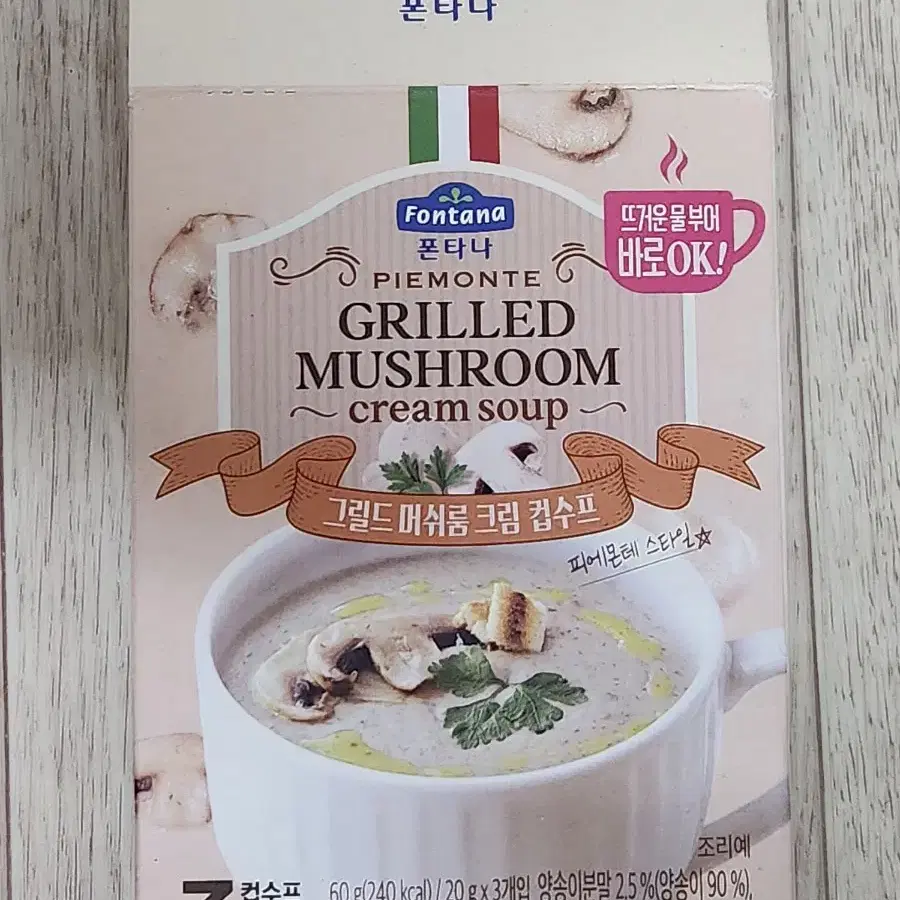 폰타나
Fontana
폰타나
뜨거운 물 부어
바로OK!
PIEMONTE
GRILLED
MUSHROOM
cream soup
그릴드 머쉬룸 크림 컵수프
피에몬테 스타일
조리예
컵수프
60 g(240 kcal) / 20 g x 3개입 양송이분말 2.5 %(양송이 90 %),